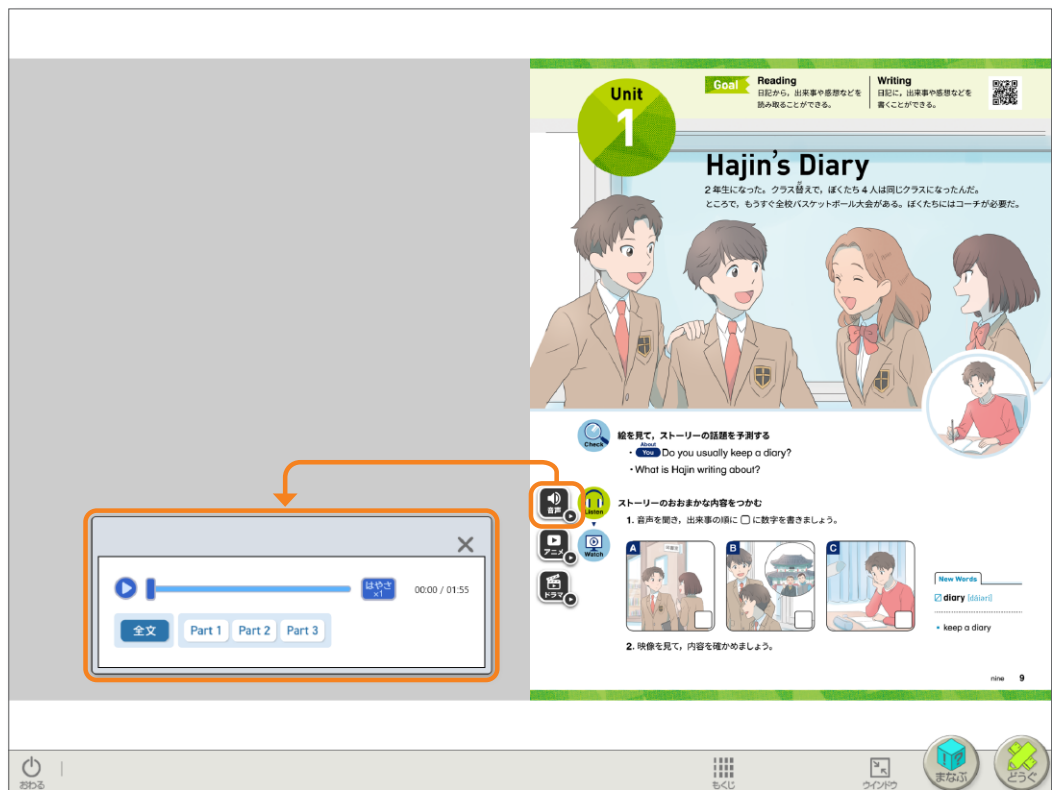 Unit
1
Goal
Reading
日記から，出来事や感想などを
読み取ることができる。
Writing
日記に，出来事や感想などを
書くことができる。
Hajin's Diary
2年生になった。クラス替えで，ぼくたち4人は同じクラスになったんだ。
ところで，もうすぐ全校バスケットボール大会がある。ぼくたちにはコーチが必要だ。
Check
絵を見て，ストーリーの話題を予測する
About
・You Do you usually keep a diary?
・What is Hajin writing about?
音声
Listen
ストーリーのおおまかな内容をつかむ
1. 音声を聞き，出来事の順に□に数字を書きましょう。
アニメ
Watch
ドラマ
A
B
C
New Words
diary [dáiəri]
・keep a diary
2. 映像を見て，内容を確かめましょう。
nine 9
はやさ
×1
00:00 / 01:55
全文 Part 1 Part 2 Part 3
おわる
もくじ
ウインドウ
まなぶ
どうぐ